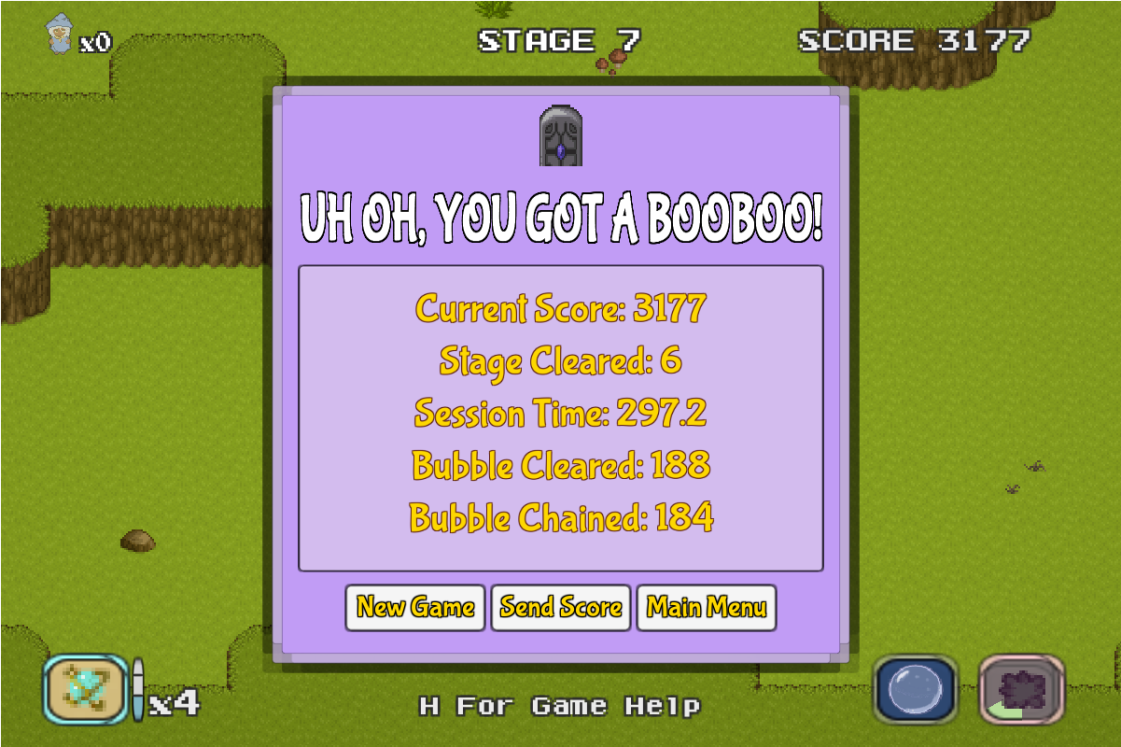 x0
STAGE 7
SCORE 3177
UH OH, YOU GOT A BOOBOO!
Current Score: 3177
Stage Cleared: 6
Session Time: 297.2
Bubble Cleared: 188
Bubble Chained: 184
New Game
Send Score
Main Menu
x4
H For Game Help